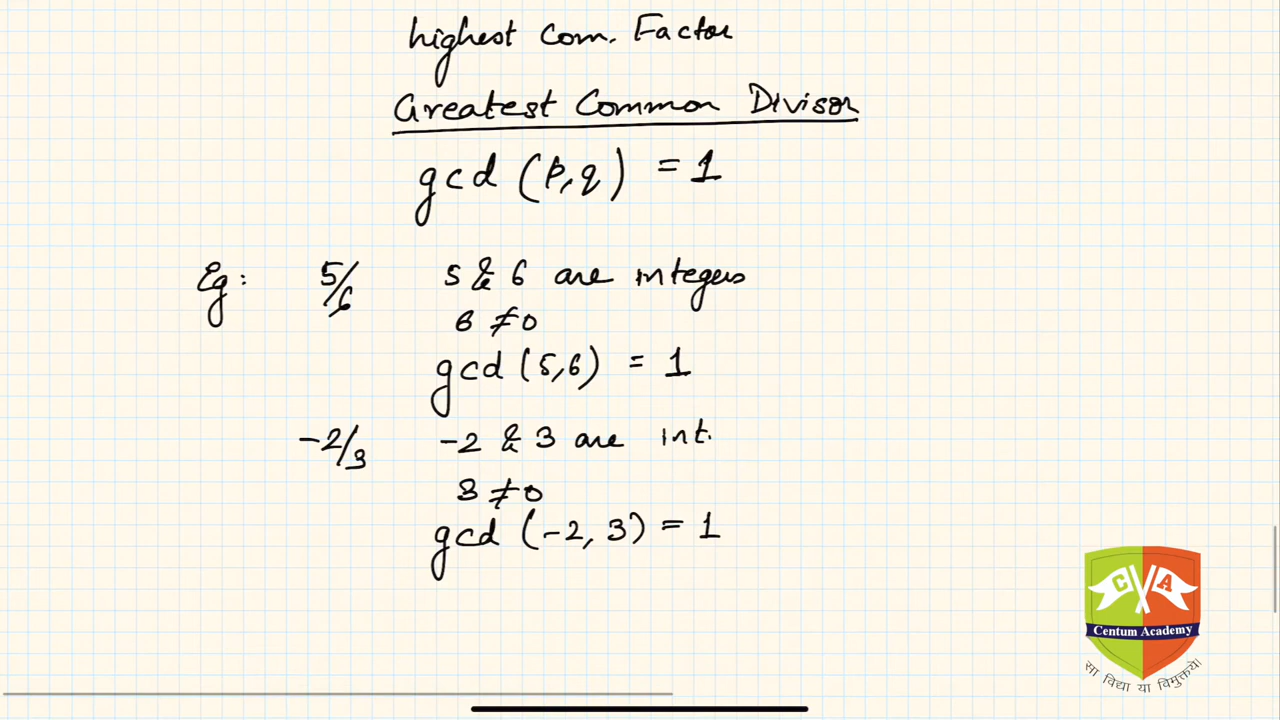 highest Com. Factor
Greatest Common Divisor
gcd (p,q) = 1
Eg: 5/6 5 & 6 are integers
6 ≠0
gcd (5,6) = 1
-2/3 -2 & 3 are int.
3 ≠0
gcd (-2, 3) = 1
C A
Centum Academy
सा विद्या या विमुक्तये।